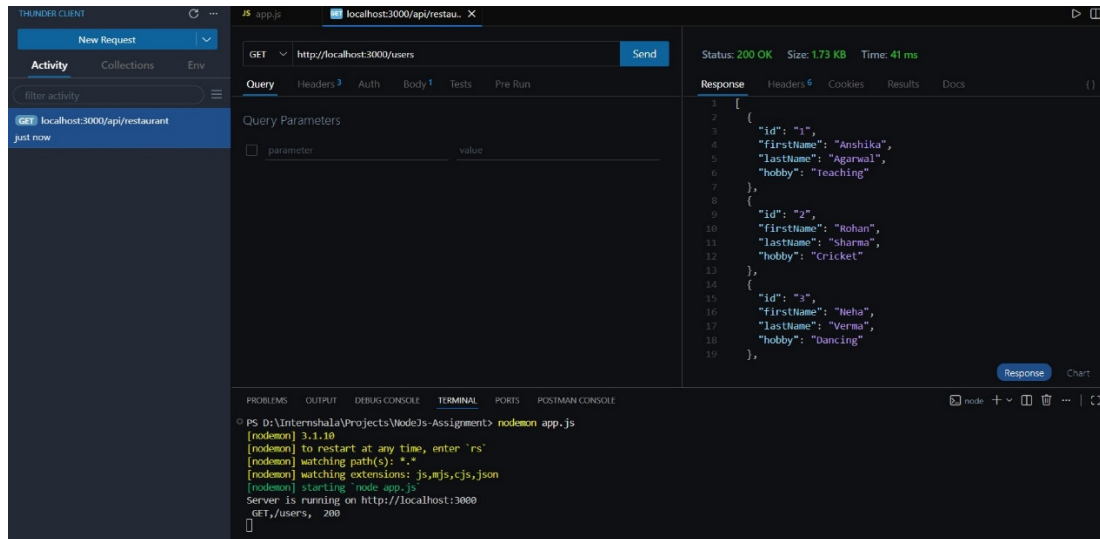 THUNDER CLIENT
New Request
Activity Collections Env
filter activity
GET localhost:3000/api/restaurant
just now
JS app.js
localhost:3000/api/restau..
GET http://localhost:3000/users Send
Query Headers 3 Auth Body 1 Tests Pre Run
Query Parameters
parameter value
Status: 200 OK Size: 1.73 KB Time: 41 ms
Response Headers 6 Cookies Results Docs {}
1 [
2 {
3 "id": "1",
4 "firstName": "Anshika",
5 "lastName": "Agarwal",
6 "hobby": "Teaching"
7 },
8 {
9 "id": "2",
10 "firstName": "Rohan",
11 "lastName": "Sharma",
12 "hobby": "Cricket"
13 },
14 {
15 "id": "3",
16 "firstName": "Neha",
17 "lastName": "Verma",
18 "hobby": "Dancing"
19 },
Response Chart
PROBLEMS OUTPUT DEBUG CONSOLE TERMINAL PORTS POSTMAN CONSOLE
node
PS D:\Internshala\Projects\NodeJs-Assignment> nodemon app.js
[nodemon] 3.1.10
[nodemon] to restart at any time, enter `rs`
[nodemon] watching path(s): *.*
[nodemon] watching extensions: js,mjs,cjs,json
[nodemon] starting `node app.js`
Server is running on http://localhost:3000
GET,/users, 200